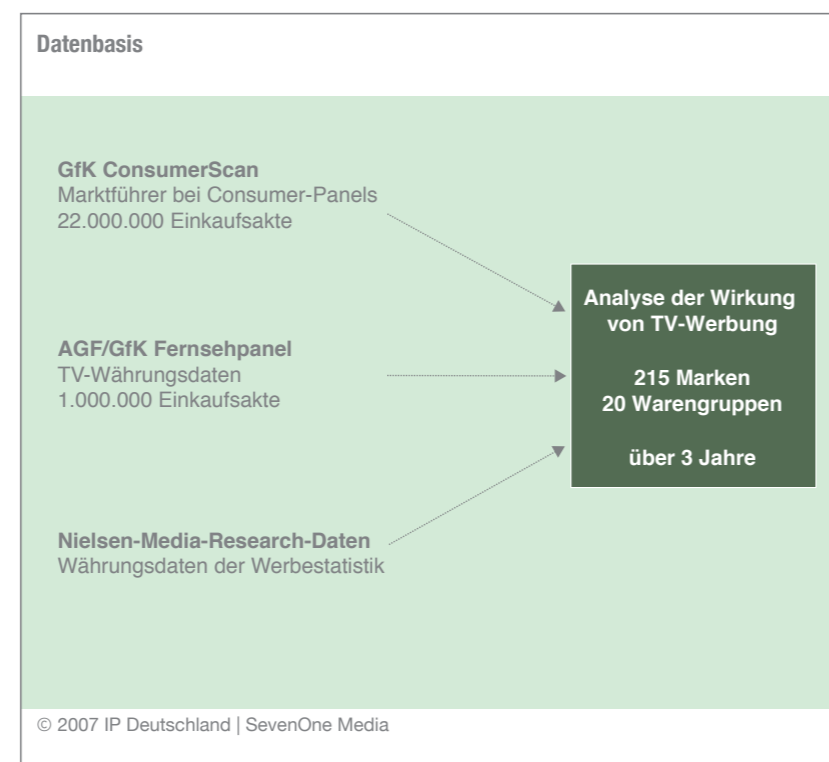 Datenbasis
GfK ConsumerScan
Marktführer bei Consumer-Panels
22.000.000 Einkaufsakte
AGF/GfK Fernsehpanel
TV-Währungsdaten
1.000.000 Einkaufsakte
Nielsen-Media-Research-Daten
Währungsdaten der Werbestatistik
Analyse der Wirkung
von TV-Werbung
215 Marken
20 Warengruppen
über 3 Jahre
© 2007 IP Deutschland | SevenOne Media